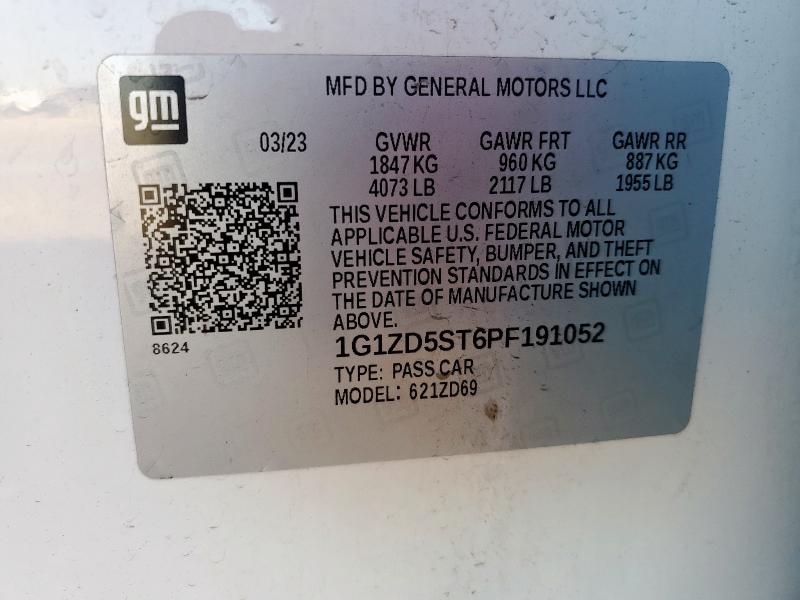 gm
MFD BY GENERAL MOTORS LLC
03/23 GVWR GAWR FRT GAWR RR
1847 KG 960 KG 887 KG
4073 LB 2117 LB 1955 LB
THIS VEHICLE CONFORMS TO ALL
APPLICABLE U.S. FEDERAL MOTOR
VEHICLE SAFETY, BUMPER, AND THEFT
PREVENTION STANDARDS IN EFFECT ON
THE DATE OF MANUFACTURE SHOWN
ABOVE.
8624
1G1ZD5ST6PF191052
TYPE: PASS CAR
MODEL: 621ZD69